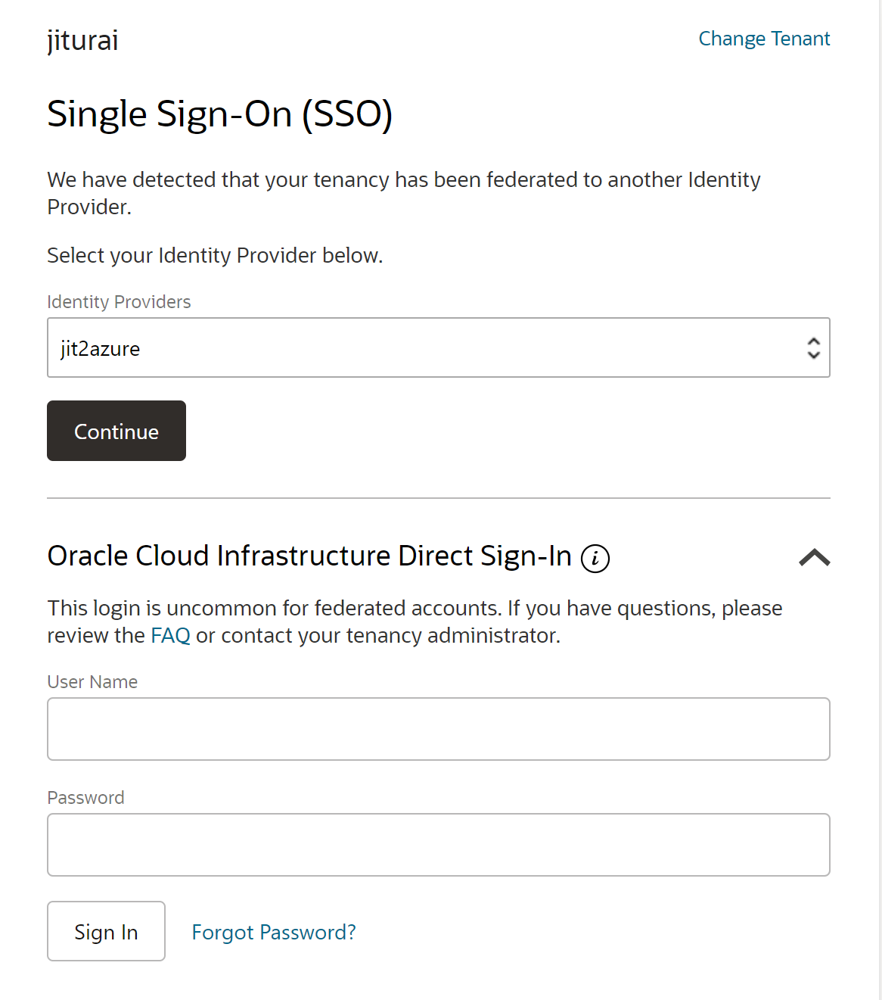 jiturai
Change Tenant
Single Sign-On (SSO)
We have detected that your tenancy has been federated to another Identity
Provider.
Select your Identity Provider below.
Identity Providers
jit2azure
Continue
Oracle Cloud Infrastructure Direct Sign-In i
This login is uncommon for federated accounts. If you have questions, please
review the FAQ or contact your tenancy administrator.
User Name
Password
Sign In
Forgot Password?